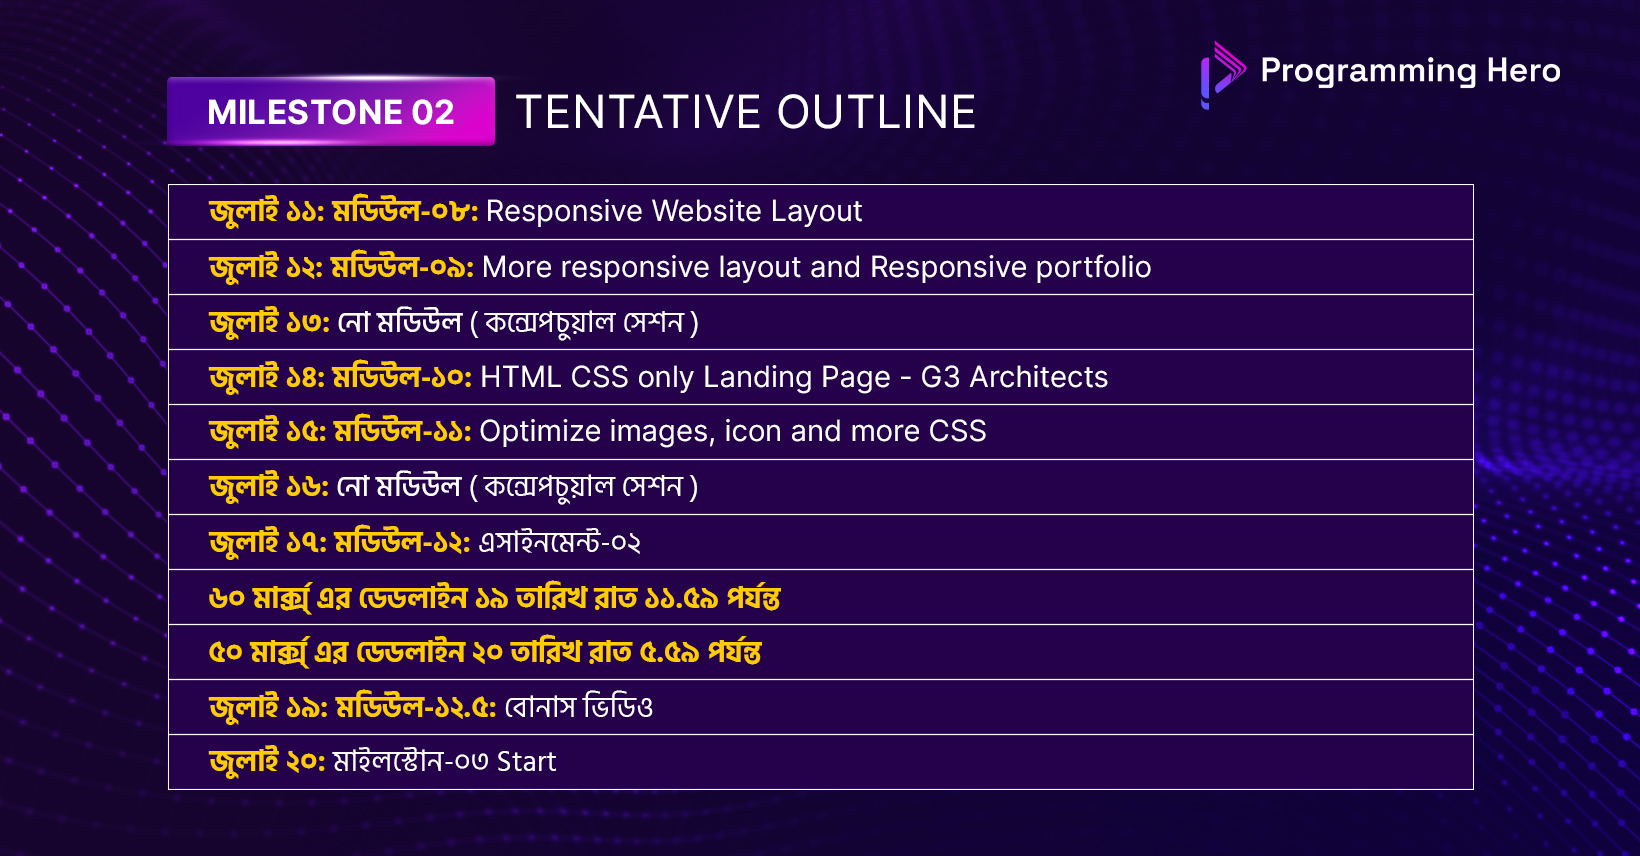 Programming Hero
MILESTONE 02 TENTATIVE OUTLINE
জুলাই ১১: মডিউল-০৮: Responsive Website Layout
জুলাই ১২: মডিউল-০৯: More responsive layout and Responsive portfolio
জুলাই ১৩: নো মডিউল ( কন্সেপচুয়াল সেশন )
জুলাই ১৪: মডিউল-১০: HTML CSS only Landing Page - G3 Architects
জুলাই ১৫: মডিউল-১১: Optimize images, icon and more CSS
জুলাই ১৬: নো মডিউল ( কন্সেপচুয়াল সেশন )
জুলাই ১৭: মডিউল-১২: এসাইনমেন্ট-০২
৬০ মার্ক্স্ এর ডেডলাইন ১৯ তারিখ রাত ১১.৫৯ পর্যন্ত
৫০ মার্ক্স্ এর ডেডলাইন ২০ তারিখ রাত ৫.৫৯ পর্যন্ত
জুলাই ১৯: মডিউল-১২.৫: বোনাস ভিডিও
জুলাই ২০: মাইলস্টোন-০৩ Start